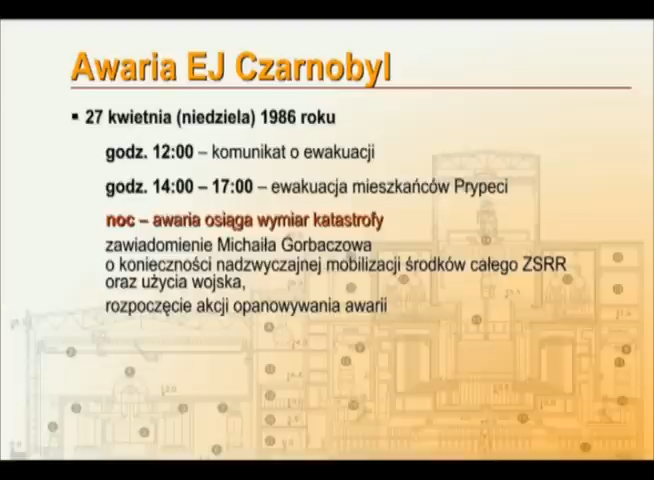 Awaria EJ Czarnobyl
▪ 27 kwietnia (niedziela) 1986 roku
godz. 12:00 – komunikat o ewakuacji
godz. 14:00 – 17:00 – ewakuacja mieszkańców Prypeci
noc – awaria osiąga wymiar katastrofy
zawiadomienie Michaiła Gorbaczowa
o konieczności nadzwyczajnej mobilizacji środków całego ZSRR
oraz użycia wojska,
rozpoczęcie akcji opanowywania awarii